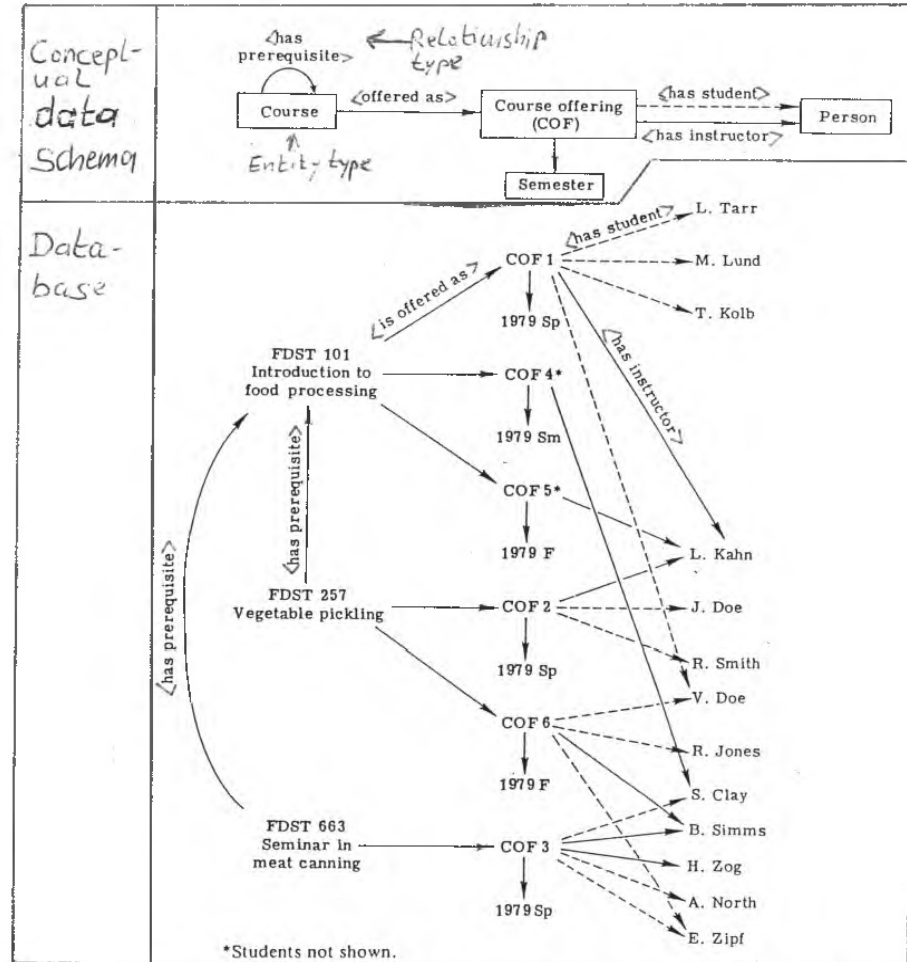 Concept-
ual
data
Schema
<has
prerequisite>
Relationship
type
Course
<offered as>
Course offering
(COF)
<has student>
<has instructor>
Person
Entity type
Semester
Data-
base
<has student>
L. Tarr
COF 1
M. Lund
<is offered as>
T. Kolb
1979 Sp
<has instructor>
FDST 101
Introduction to
food processing
COF 4*
1979 Sm
<has prerequisite>
COF 5*
1979 F
L. Kahn
<has prerequisite>
FDST 257
Vegetable pickling
COF 2
J. Doe
R. Smith
1979 Sp
V. Doe
COF 6
R. Jones
1979 F
S. Clay
FDST 663
Seminar in
meat canning
B. Simms
COF 3
H. Zog
A. North
1979 Sp
E. Zipf
*Students not shown.